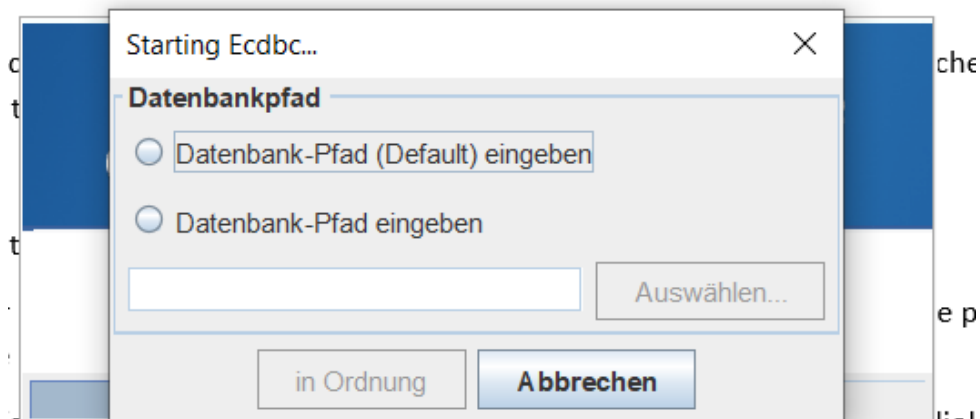 Starting Ecdbc...
Datenbankpfad
Datenbank-Pfad (Default) eingeben
Datenbank-Pfad eingeben
Auswählen...
in Ordnung
Abbrechen